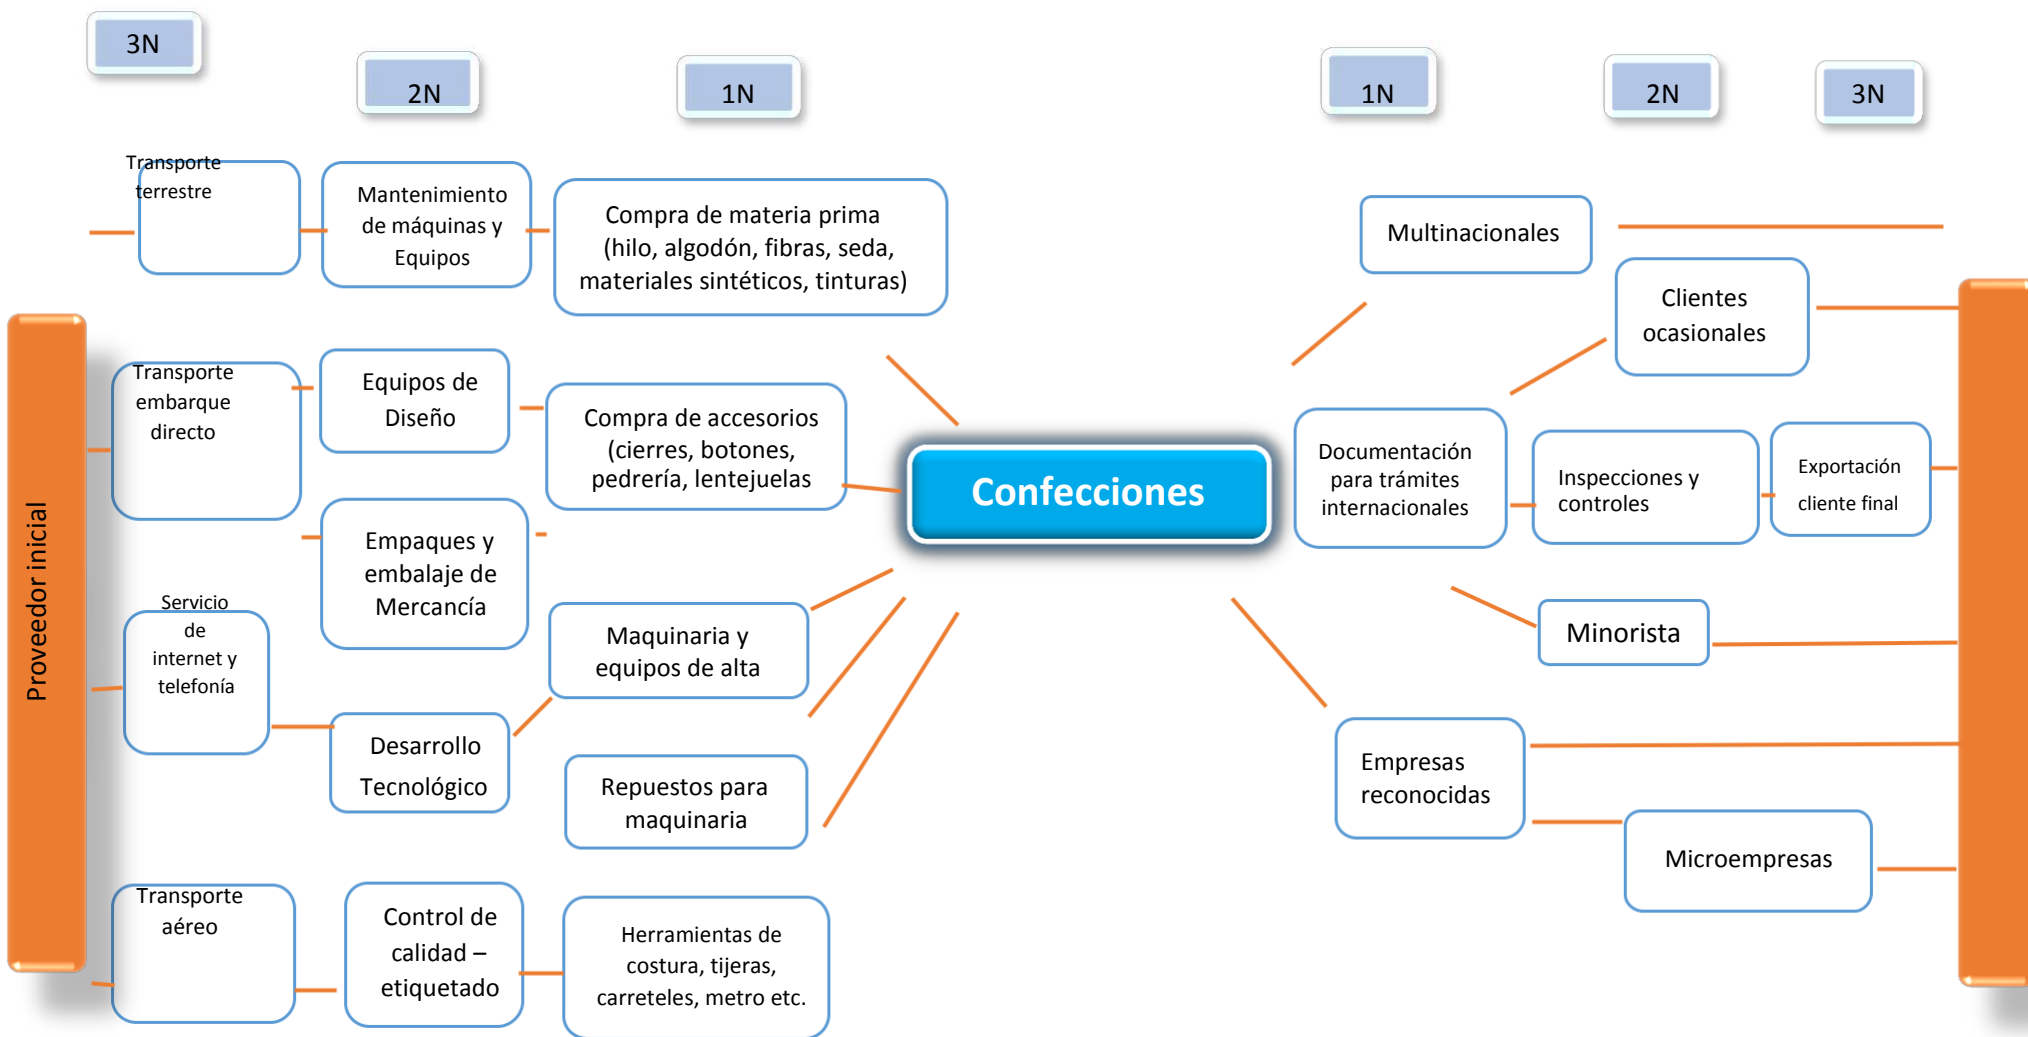 3N
2N
1N
1N
2N
3N
Transporte
terrestre
Mantenimiento
de máquinas y
Equipos
Compra de materia prima
(hilo, algodón, fibras, seda,
materiales sintéticos, tinturas)
Multinacionales
Clientes
ocasionales
Proveedor inicial
Transporte
embarque
directo
Equipos de
Diseño
Compra de accesorios
(cierres, botones,
pedrería, lentejuelas
Confecciones
Documentación
para trámites
internacionales
Inspecciones y
controles
Exportación
cliente final
Empaques y
embalaje de
Mercancía
Servicio
de
internet y
telefonía
Maquinaria y
equipos de alta
Minorista
Desarrollo
Tecnológico
Repuestos para
maquinaria
Empresas
reconocidas
Microempresas
Transporte
aéreo
Control de
calidad –
etiquetado
Herramientas de
costura, tijeras,
carreteles, metro etc.